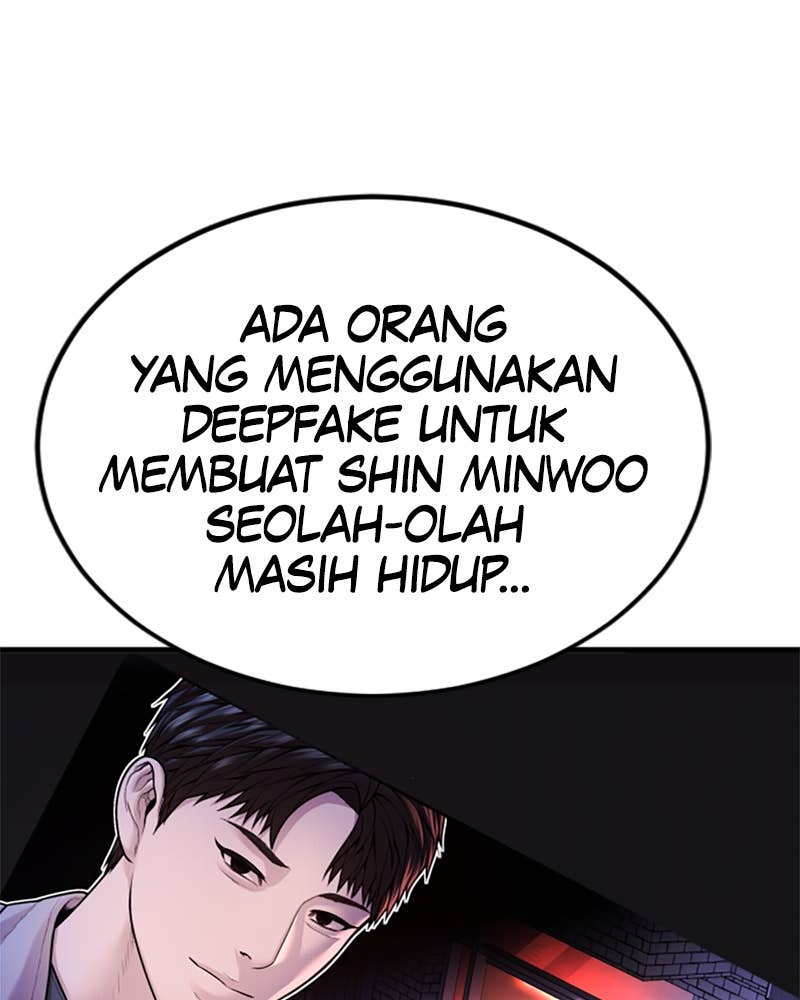 ADA ORANG
YANG MENGGUNAKAN
DEEPFAKE UNTUK
MEMBUAT SHIN MINWOO
SEOLAH-OLAH
MASIH HIDUP...